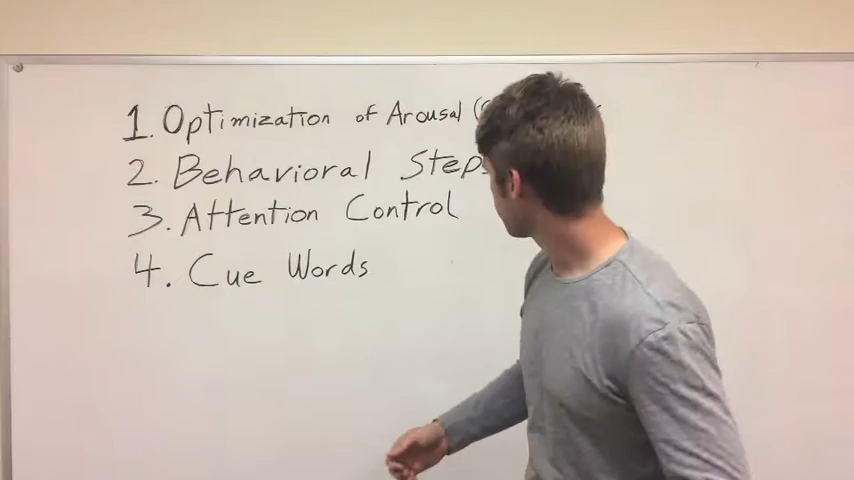 1. Optimization of Arousal
2. Behavioral Steps
3. Attention Control
4. Cue Words